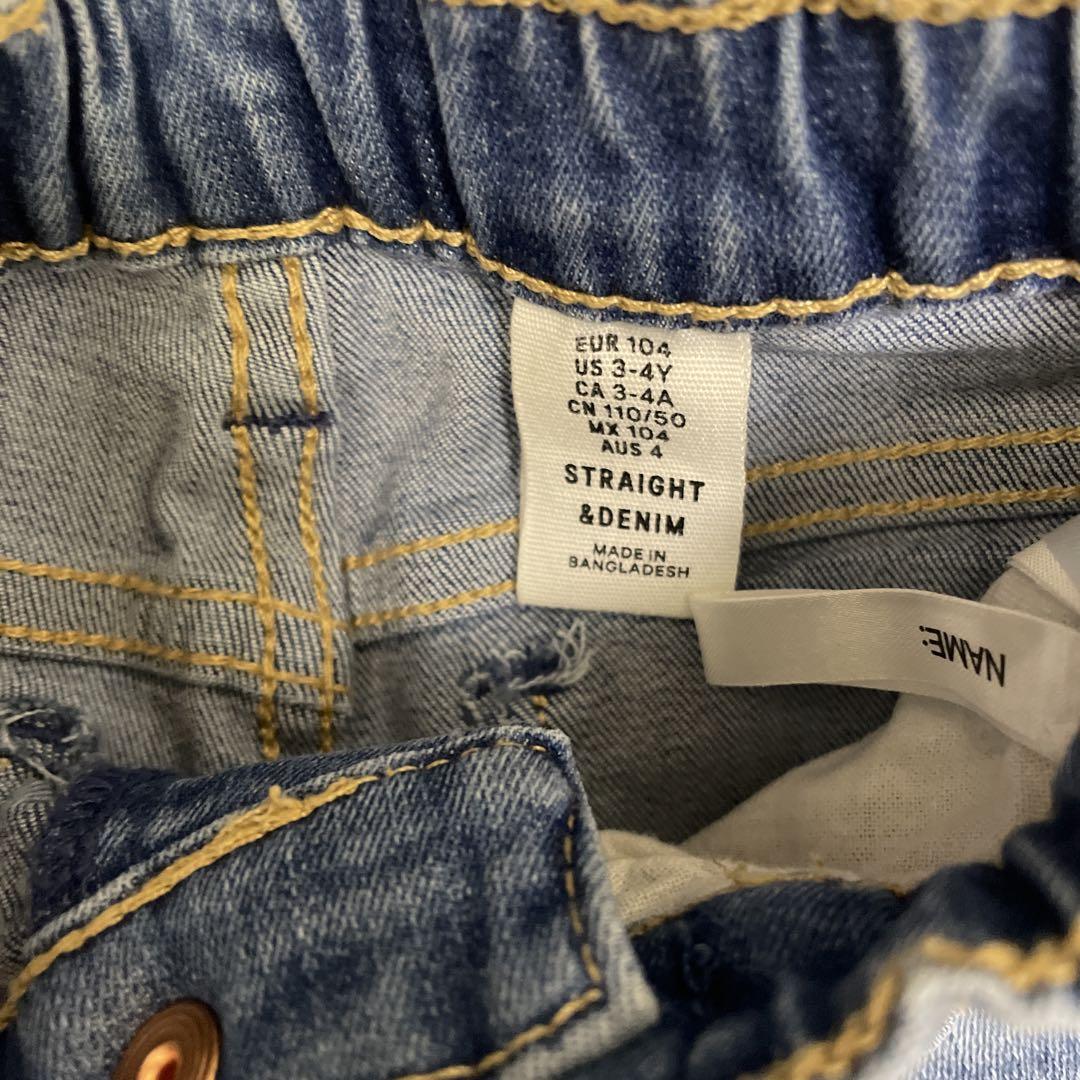 EUR 104
US 3-4Y
CA 3-4A
CN 110/50
MX 104
AUS 4
STRAIGHT
&DENIM
MADE IN
BANGLADESH
NAME: